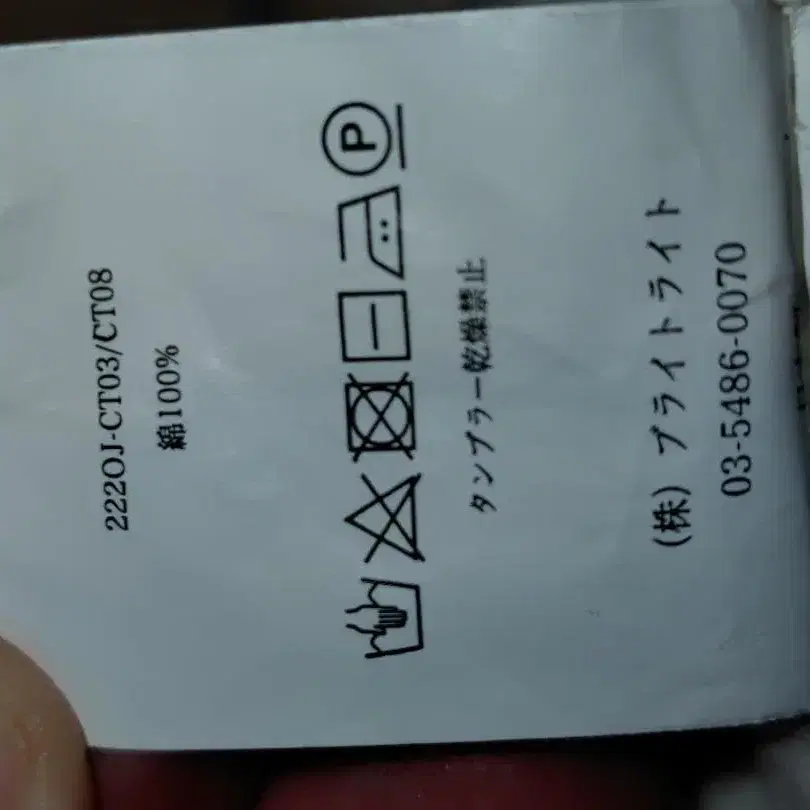 2220J-CT03/CT08
綿100%
P
タンブラー乾燥禁止
(株) ブライトライト
03-5486-0070